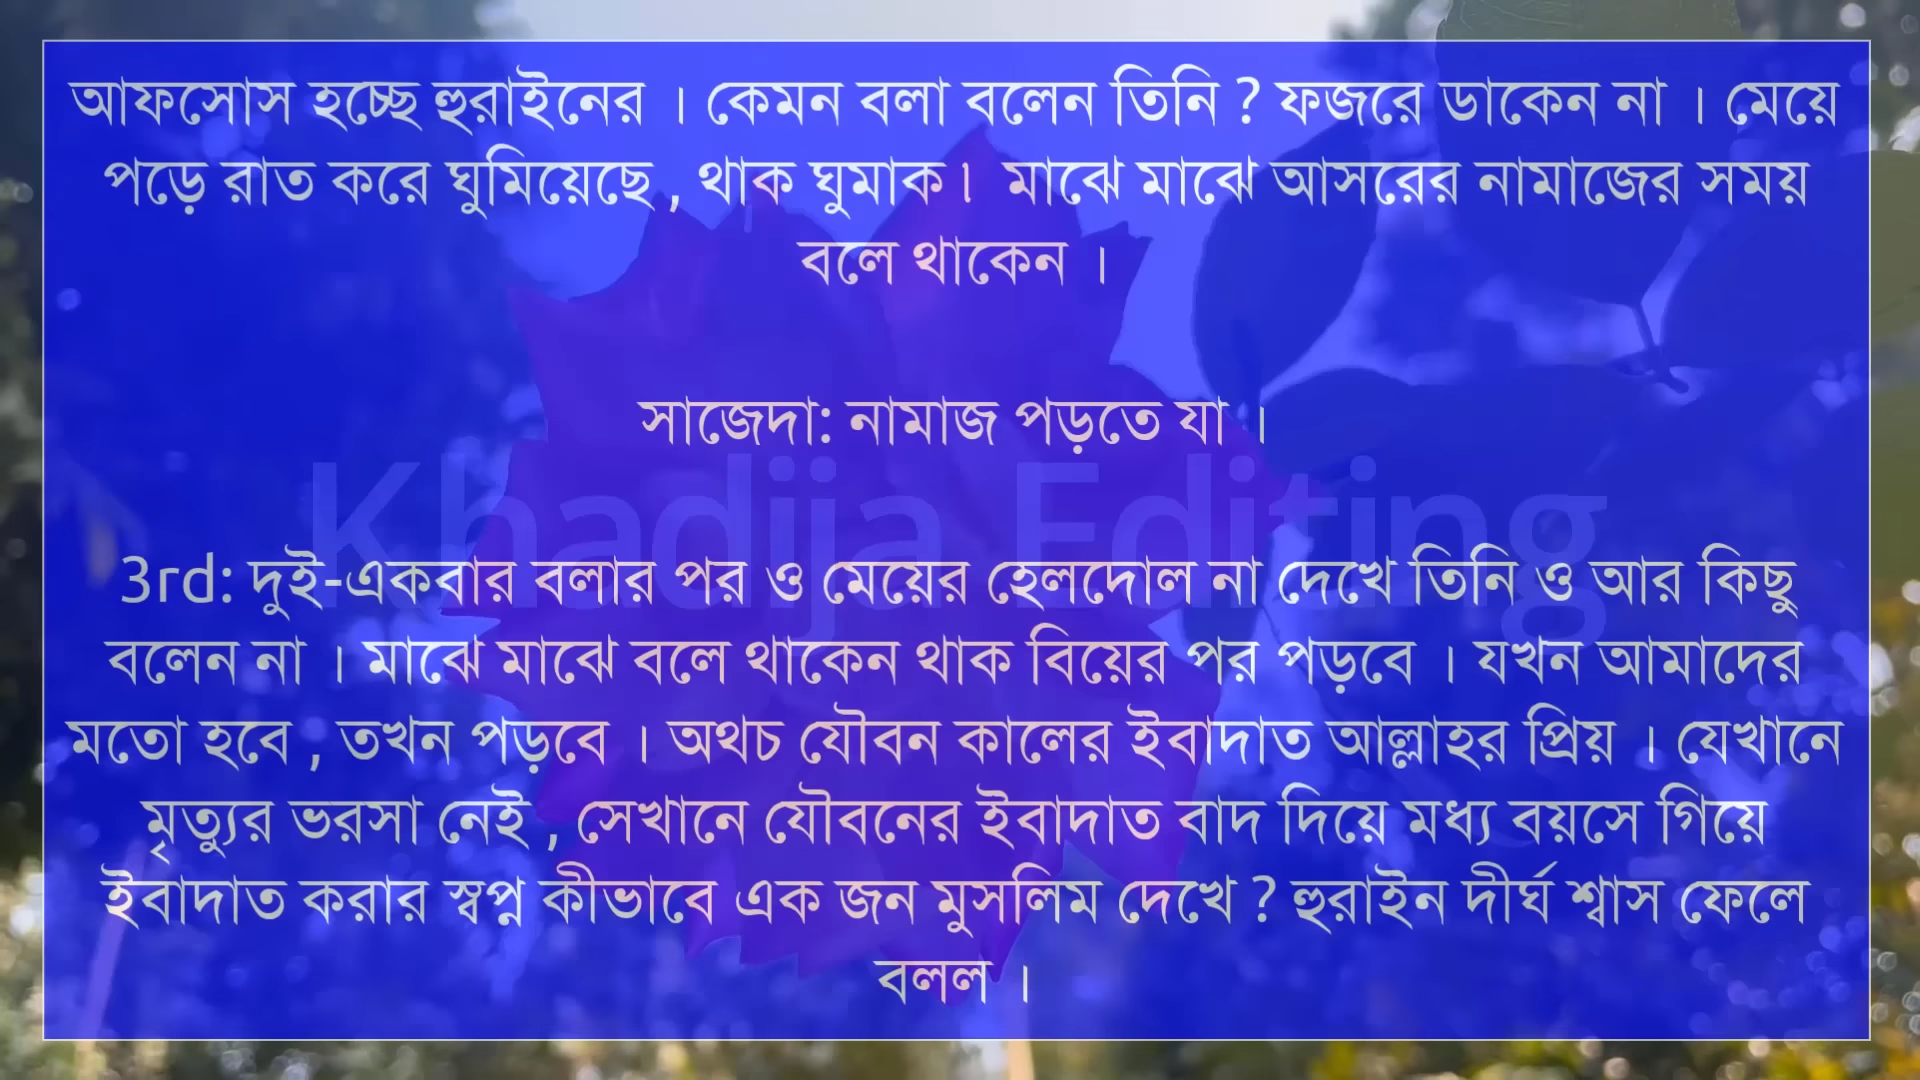 আফসোস হচ্ছে হুরাইনের । কেমন বলা বলেন তিনি ? ফজরে ডাকেন না । মেয়ে
পড়ে রাত করে ঘুমিয়েছে , থাক ঘুমাক । মাঝে মাঝে আসরের নামাজের সময়
বলে থাকেন ।
সাজেদা: নামাজ পড়তে যা ।
Khadija Editing
3rd: দুই-একবার বলার পর ও মেয়ের হেলদোল না দেখে তিনি ও আর কিছু
বলেন না । মাঝে মাঝে বলে থাকেন থাক বিয়ের পর পড়বে । যখন আমাদের
মতো হবে , তখন পড়বে । অথচ যৌবন কালের ইবাদাত আল্লাহর প্রিয় । যেখানে
মৃত্যুর ভরসা নেই , সেখানে যৌবনের ইবাদাত বাদ দিয়ে মধ্য বয়সে গিয়ে
ইবাদাত করার স্বপ্ন কীভাবে এক জন মুসলিম দেখে ? হুরাইন দীর্ঘ শ্বাস ফেলে
বলল ।